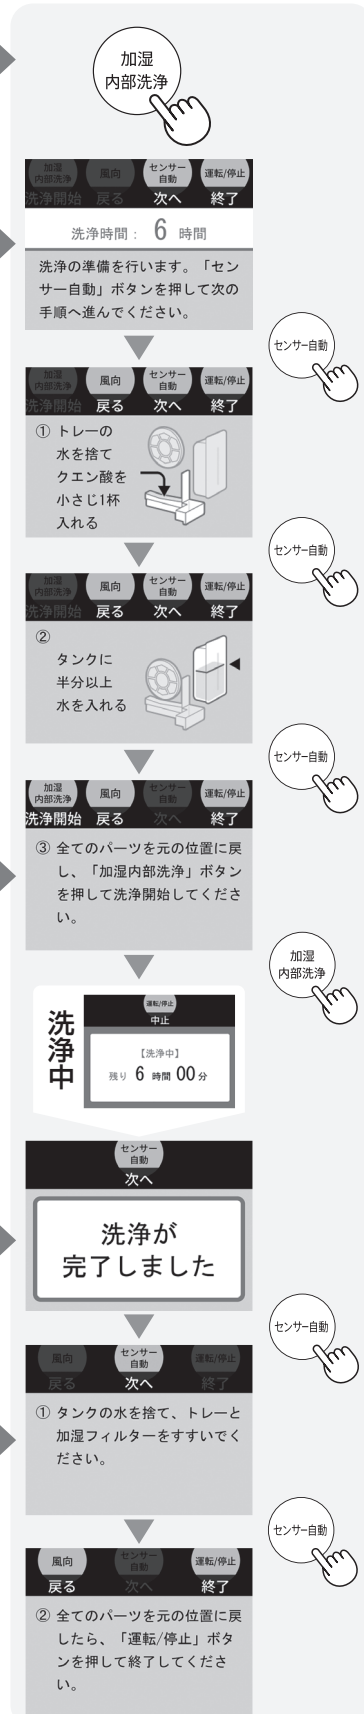 加湿
内部洗浄
加湿
内部洗浄
風向
センサー
自動
運転/停止
洗浄開始 戻る 次へ 終了
洗浄時間: 6 時間
洗浄の準備を行います。「セン
サー自動」ボタンを押して次の
手順へ進んでください。
センサー自動
加湿
内部洗浄
風向
センサー
自動
運転/停止
洗浄開始 戻る 次へ 終了
① トレーの
水を捨て
クエン酸を
小さじ1杯
入れる
センサー自動
加湿
内部洗浄
風向
センサー
自動
運転/停止
洗浄開始 戻る 次へ 終了
②
タンクに
半分以上
水を入れる
センサー自動
加湿
内部洗浄
風向
センサー
自動
運転/停止
洗浄開始 戻る 次へ 終了
③ 全てのパーツを元の位置に戻
し、「加湿内部洗浄」ボタン
を押して洗浄開始してくださ
い。
加湿
内部洗浄
洗浄中
運転/停止
中止
【洗浄中】
残り 6 時間 00 分
センサー
自動
次へ
洗浄が
完了しました
センサー自動
風向
センサー
自動
運転/停止
戻る 次へ 終了
① タンクの水を捨て、トレーと
加湿フィルターをすすいでく
ださい。
センサー自動
風向
センサー
自動
運転/停止
戻る 次へ 終了
② 全てのパーツを元の位置に戻
したら、「運転/停止」ボタ
ンを押して終了してくださ
い。